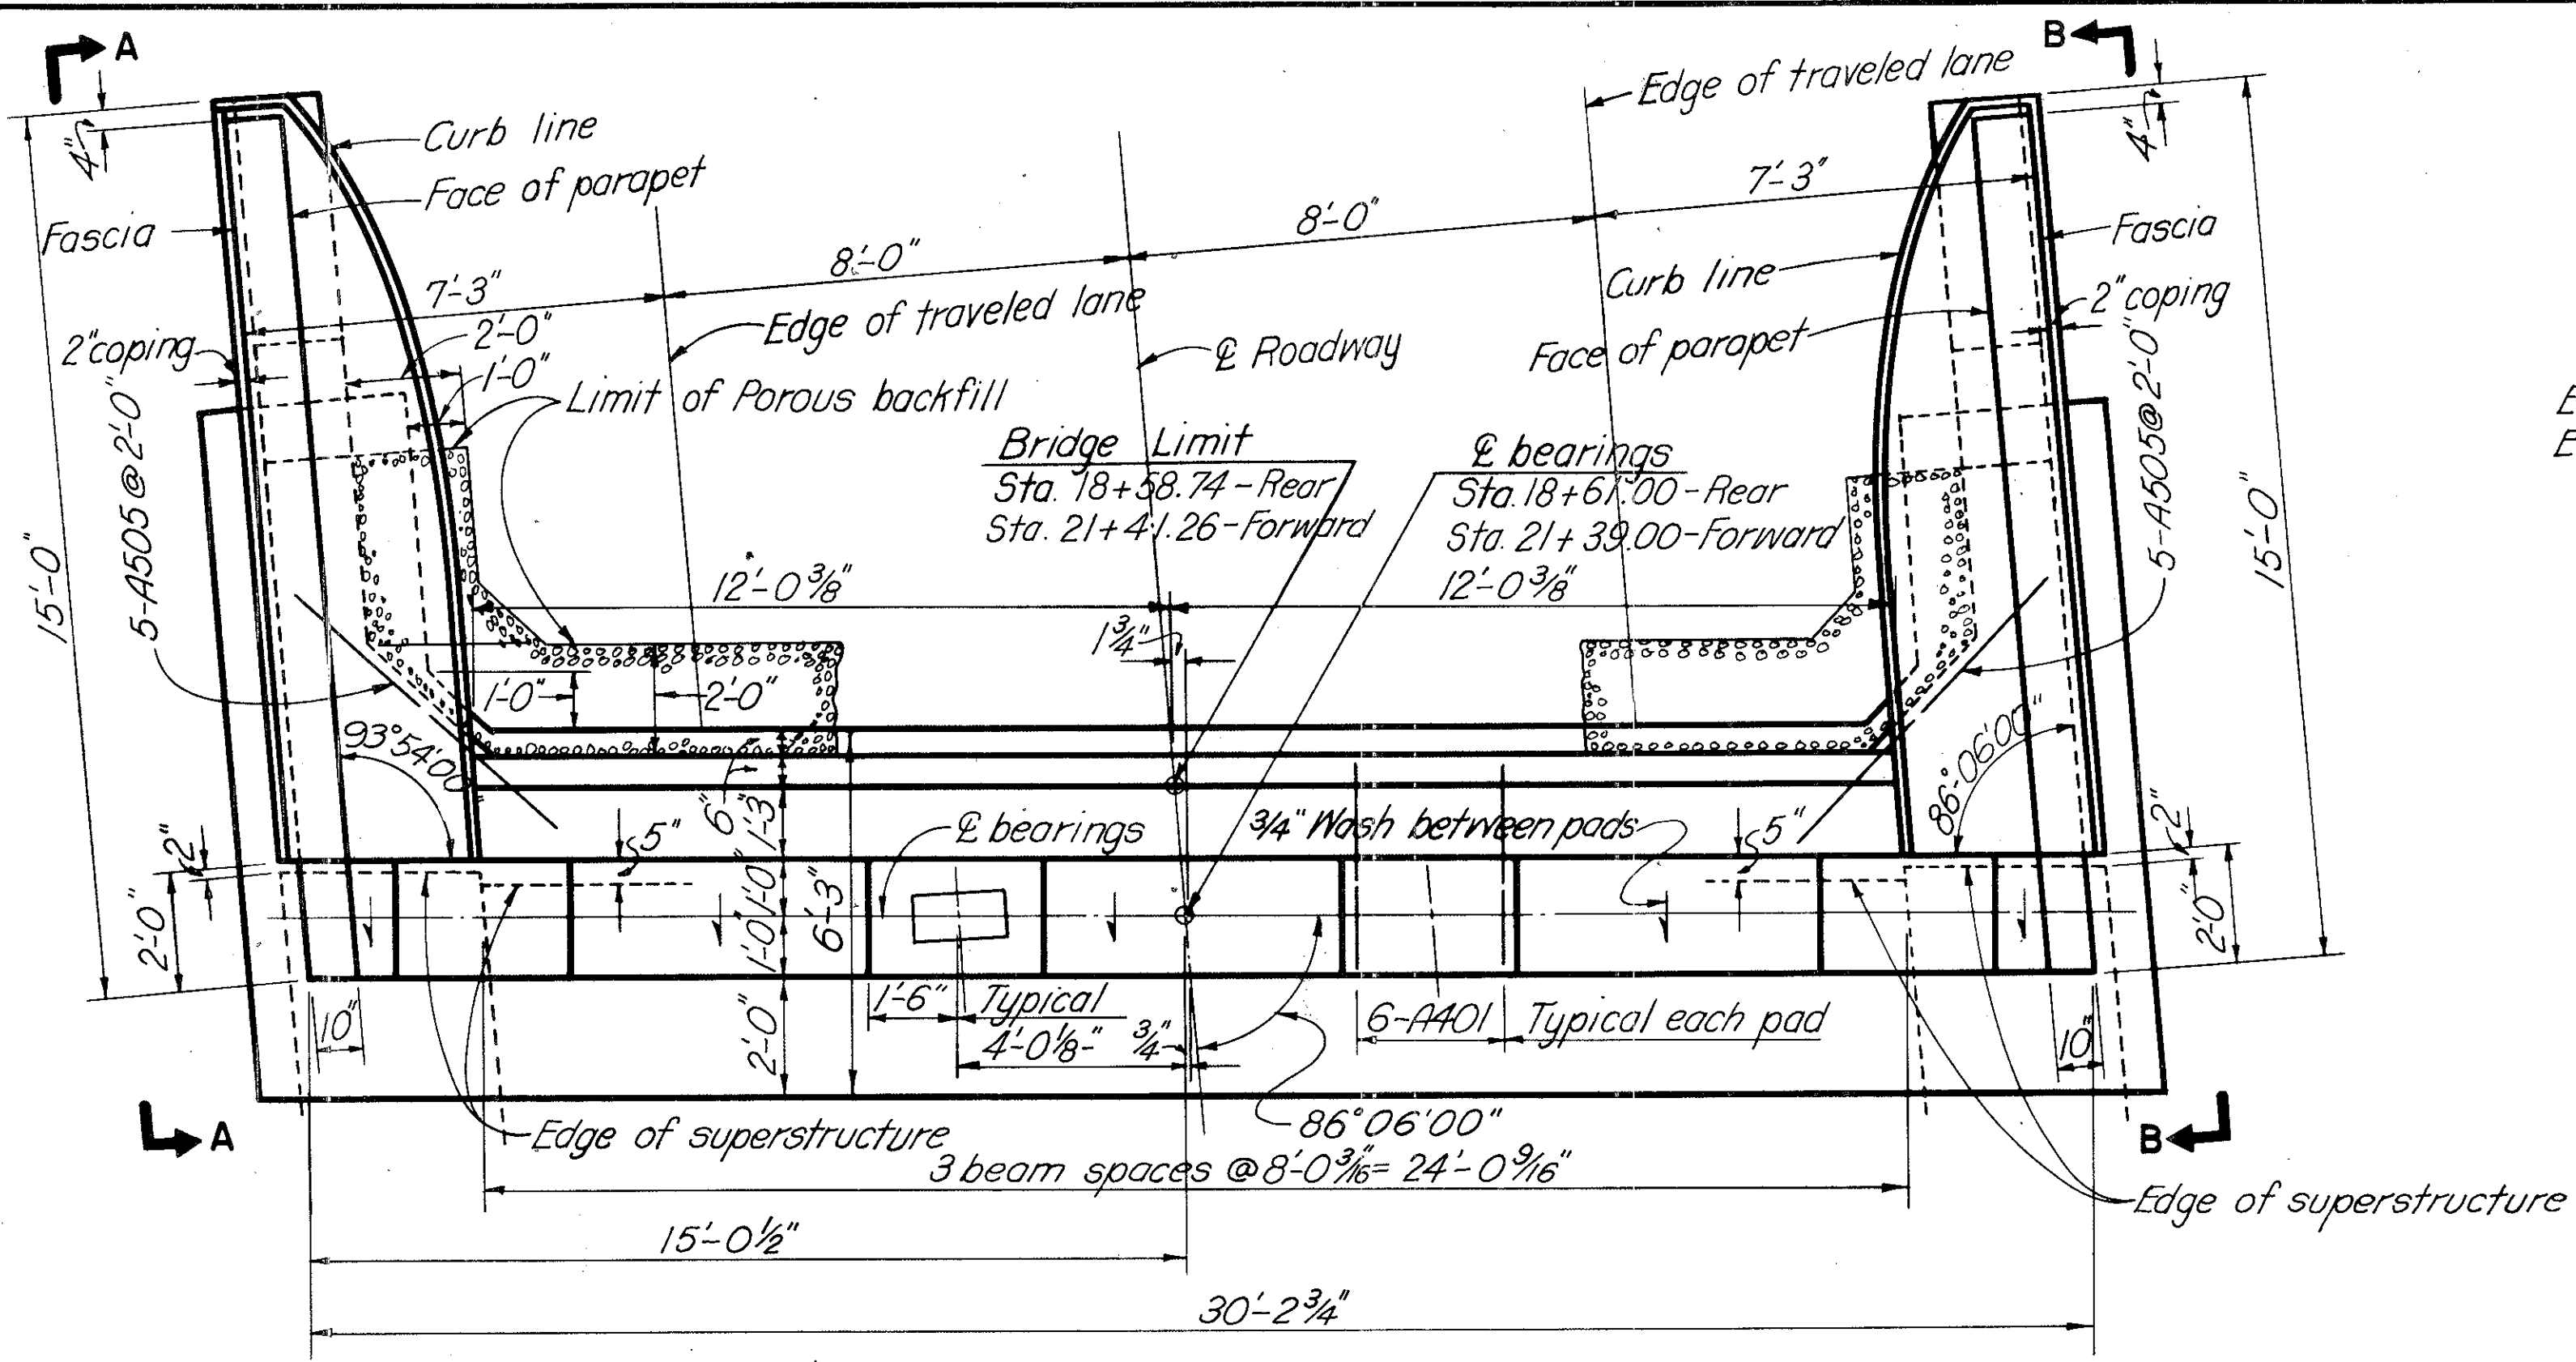 A
B
Edge of traveled lane
4"
Curb line
Face of parapet
Fascia
7'-3"
8'-0"
8'-0"
7'-3"
4"
Fascia
Curb line
2" coping
Face of parapet
Edge of traveled lane
2'-0"
2" coping
1'-0"
℄ Roadway
Limit of Porous backfill
5-A505@2'-0"
5-A505@2'-0"
15'-0"
15'-0"
Bridge Limit
Sta. 18+58.74-Rear
Sta. 21+41.26-Forward
℄ bearings
Sta. 18+61.00-Rear
Sta. 21+39.00-Forward
E
E
12'-0 3/8"
12'-0 3/8"
1 3/4"
1'-0"
2'-0"
93°54'00"
86°-06'00"
6"
1'-3"
5"
℄ bearings
3/4" Wash between pads
5"
2"
2"
2'-0"
2'-0"
1'-0"
1'-0"
6'-3"
2'-0"
10"
10"
1'-6"
Typical
4'-0 1/8"
3/4"
6-A401
Typical each pad
86°06'00"
A
B
Edge of superstructure
3 beam spaces @ 8'-0 3/16" = 24'-0 9/16"
Edge of superstructure
15'-0 1/2"
30'-2 3/4"